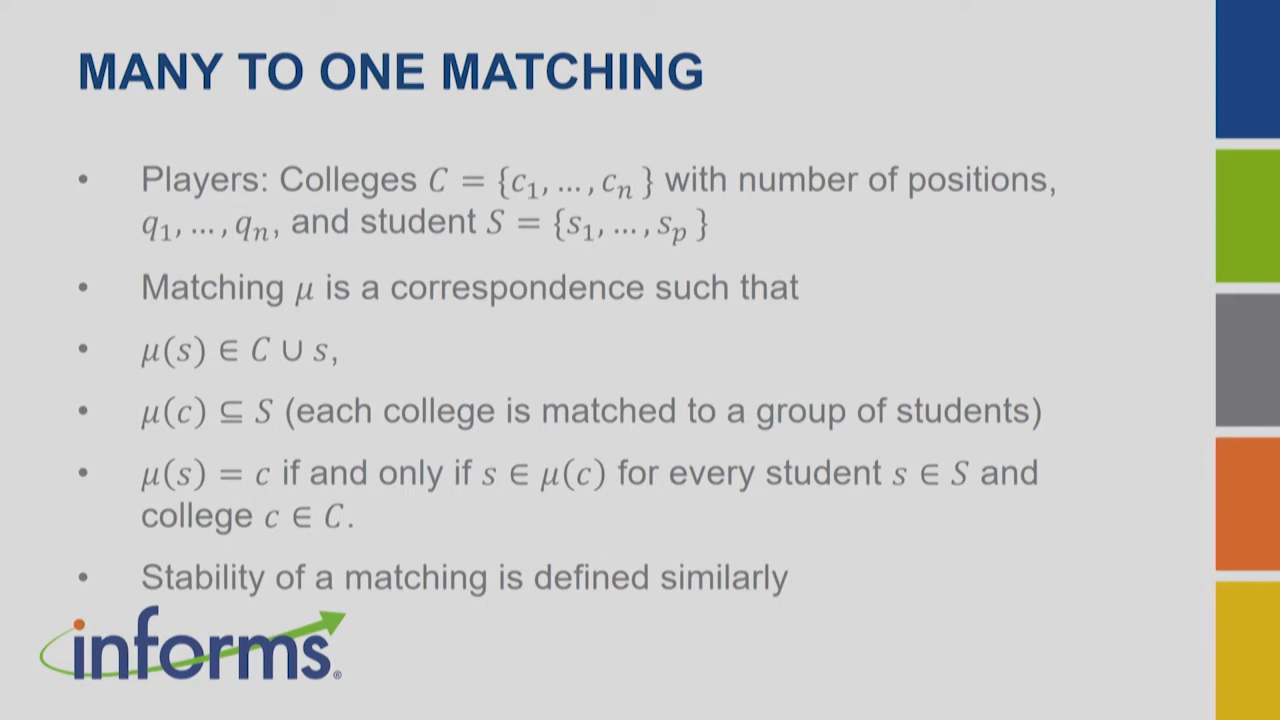 MANY TO ONE MATCHING
• Players: Colleges 𝐶 = {𝑐₁, … , 𝑐ₙ } with number of positions,
𝑞₁, … , 𝑞ₙ, and student 𝑆 = {𝑠₁, … , 𝑠ₚ }
• Matching 𝜇 is a correspondence such that
• 𝜇(𝑠) ∈ 𝐶 ∪ 𝑠,
• 𝜇(𝑐) ⊆ 𝑆 (each college is matched to a group of students)
• 𝜇(𝑠) = 𝑐 if and only if 𝑠 ∈ 𝜇(𝑐) for every student 𝑠 ∈ 𝑆 and
college 𝑐 ∈ 𝐶.
• Stability of a matching is defined similarly
informs®